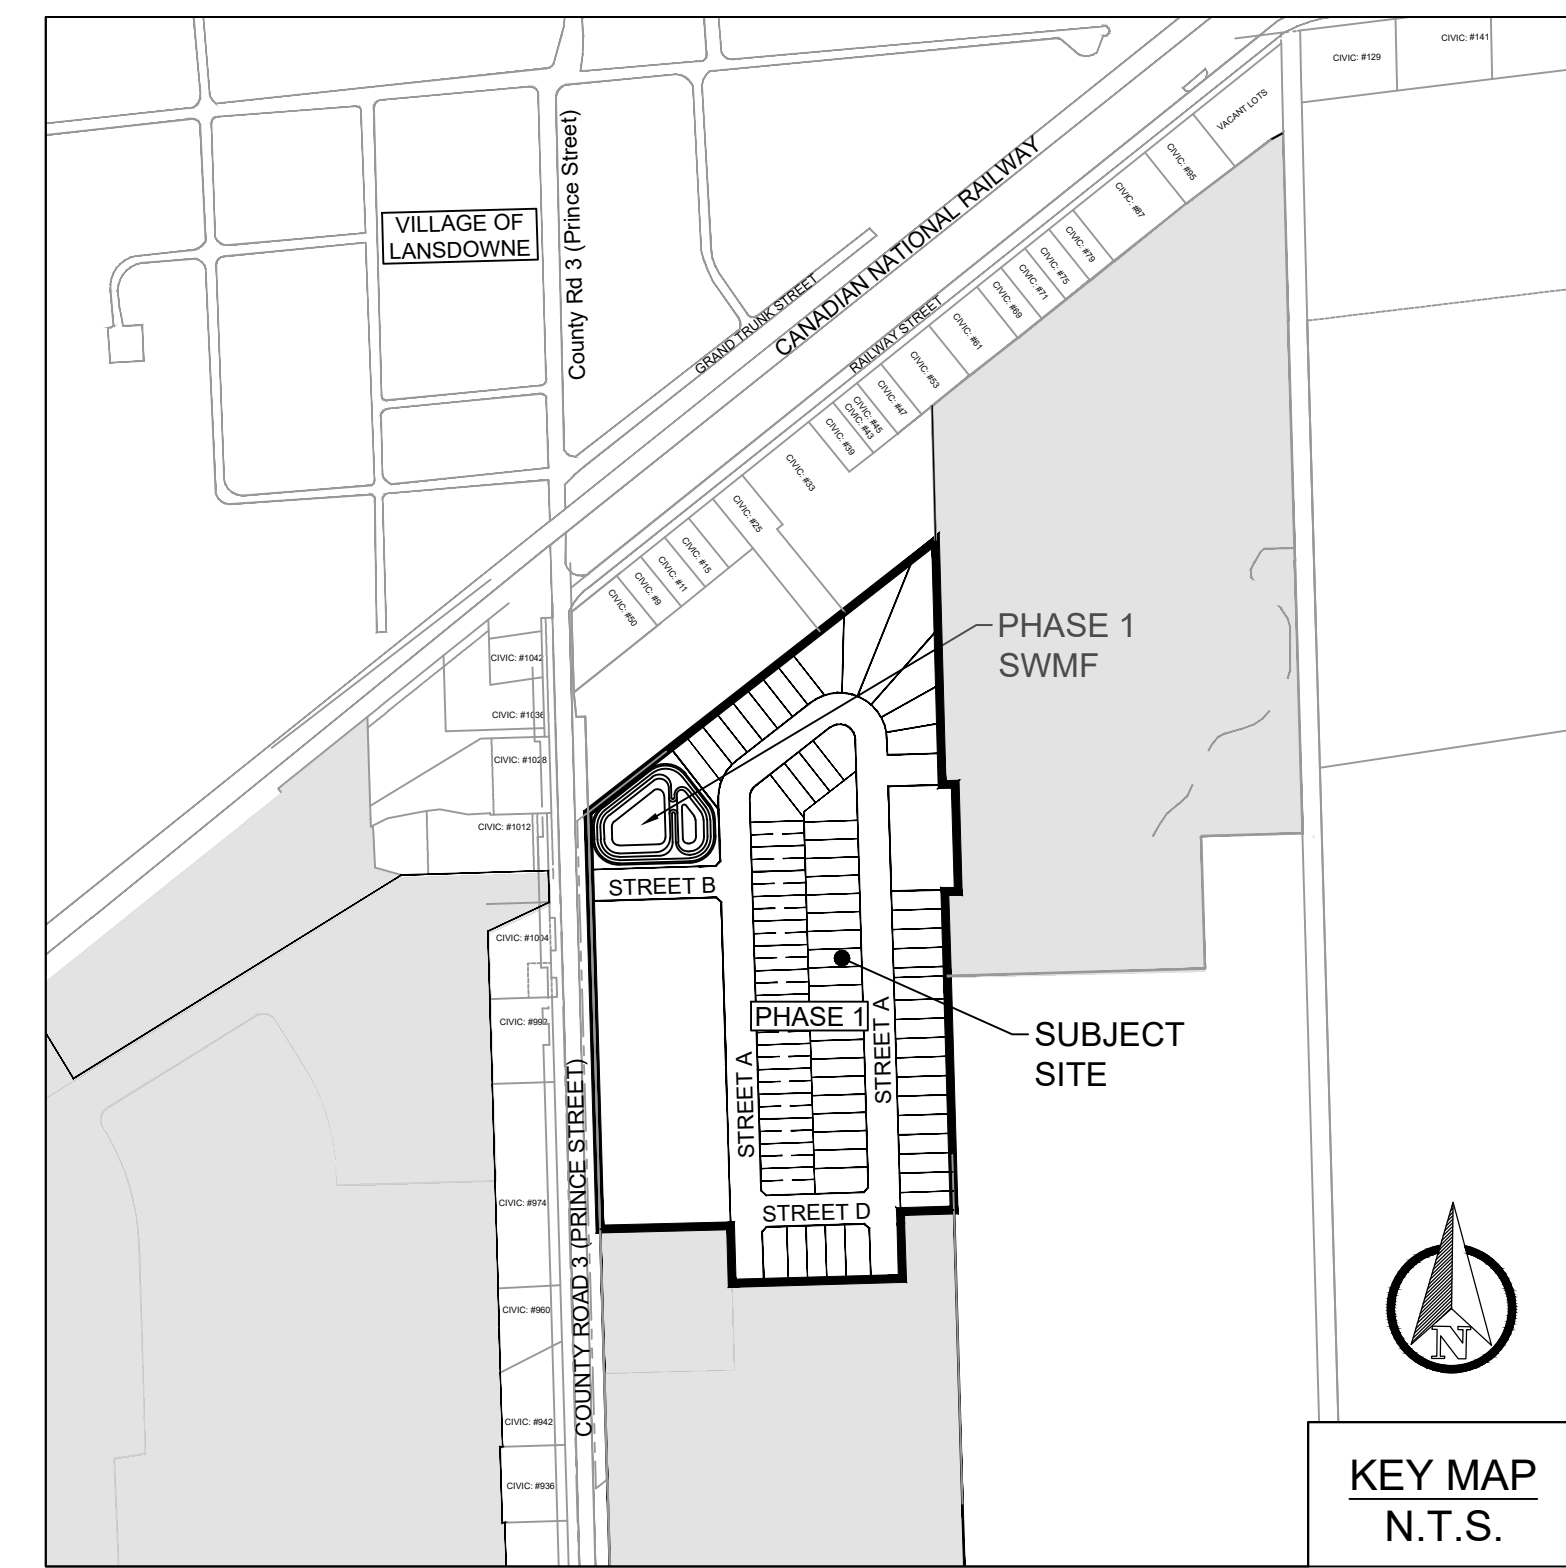 CIVIC: #141
CIVIC: #129
VACANT LOTS
CIVIC: #95
CIVIC: #87
CIVIC: #79
CIVIC: #75
CIVIC: #71
CIVIC: #69
CIVIC: #61
CIVIC: #53
CIVIC: #47
CIVIC: #45
CIVIC: #43
CIVIC: #39
CIVIC: #33
CIVIC: #25
CIVIC: #15
CIVIC: #11
CIVIC: #9
CIVIC: #50
VILLAGE OF
LANSDOWNE
County Rd 3 (Prince Street)
GRAND TRUNK STREET
CANADIAN NATIONAL RAILWAY
RAILWAY STREET
PHASE 1
SWMF
CIVIC: #1042
CIVIC: #1036
CIVIC: #1028
CIVIC: #1012
STREET B
CIVIC: #1004
CIVIC: #992
PHASE 1
SUBJECT
SITE
STREET A
STREET A
COUNTY ROAD 3 (PRINCE STREET)
CIVIC: #974
STREET D
CIVIC: #960
CIVIC: #942
CIVIC: #936
N
KEY MAP
N.T.S.